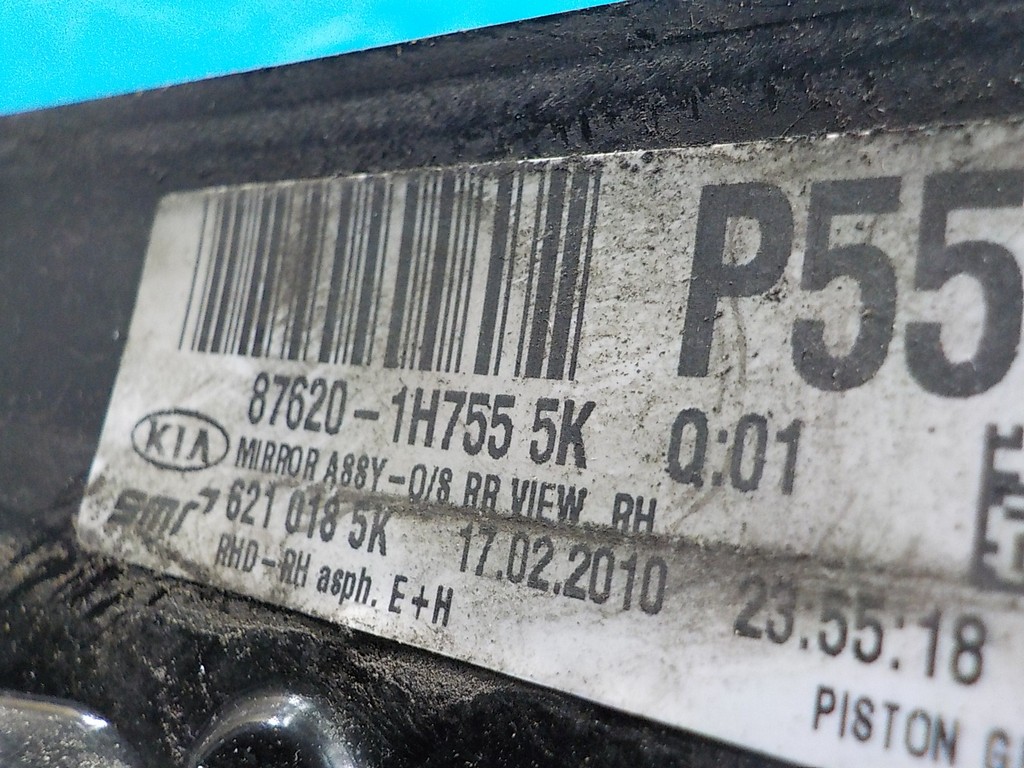 P55
87620-1H755 5K
Q:01
KIA
MIRROR ASSY-O/S RR VIEW, RH
smr
621 018 5K
17.02.2010
23.55:18
RHD-RH asph. E+H
PISTON